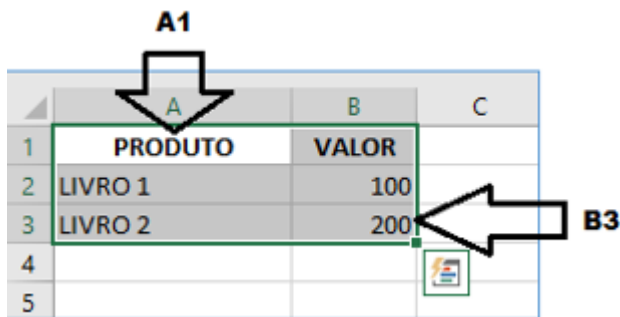 A1
A B C
1 PRODUTO VALOR
2 LIVRO 1 100
3 LIVRO 2 200
B3
4
5